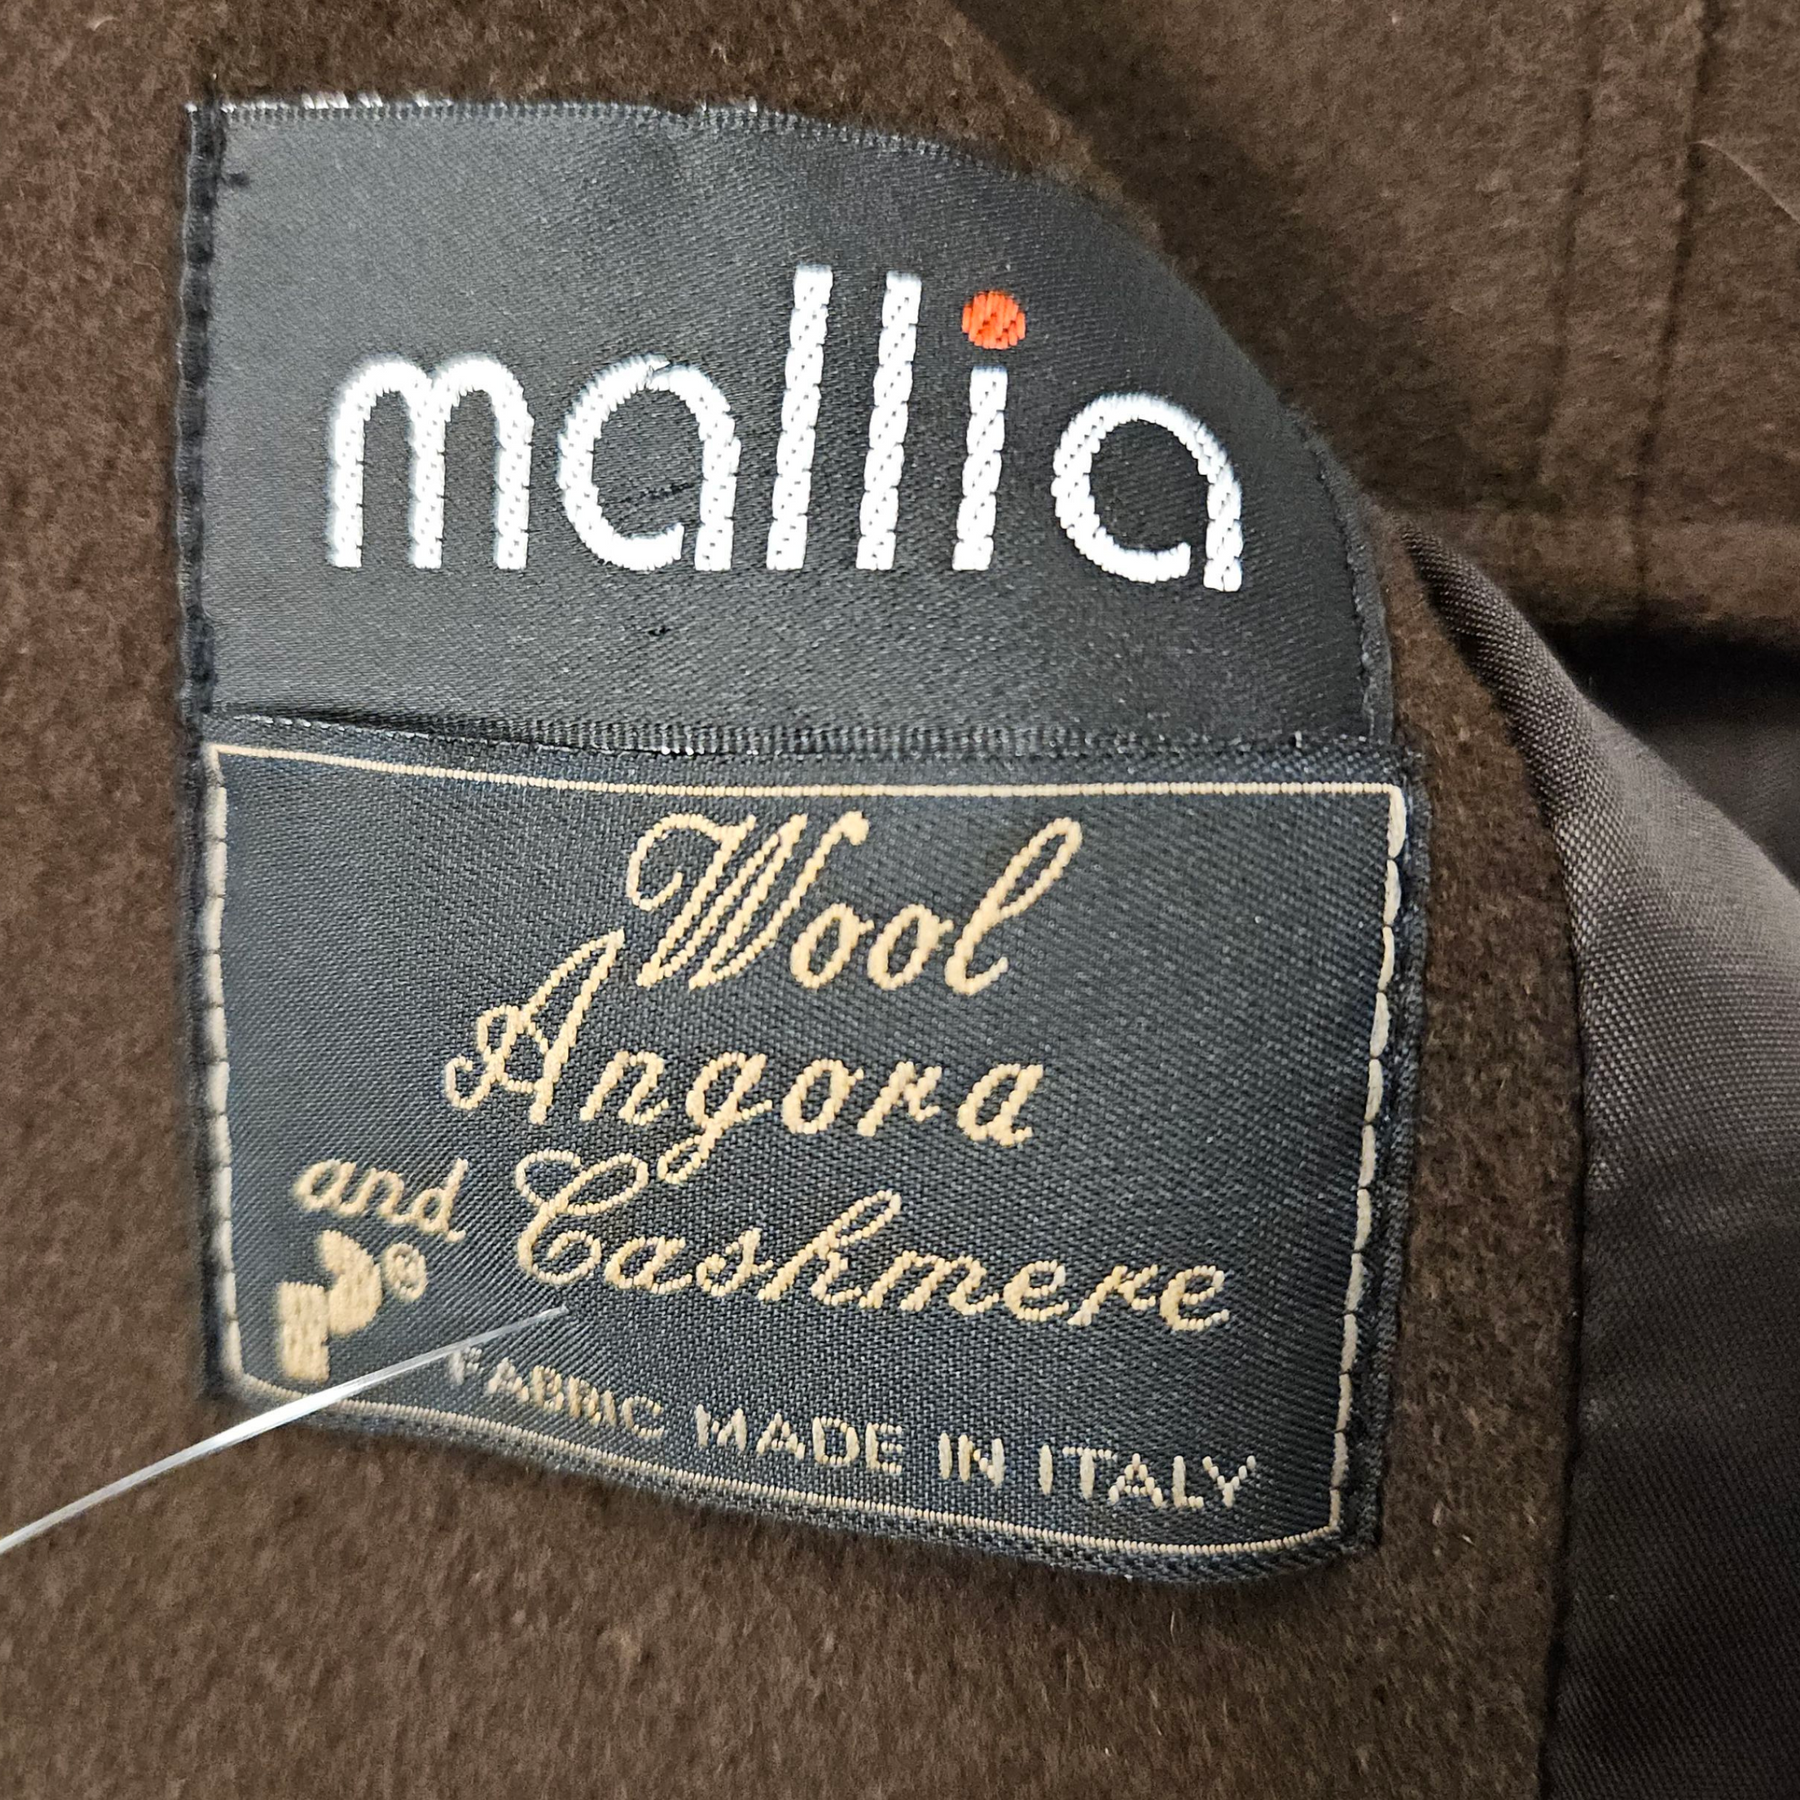 mallia
Wool
Angora
and Cashmere
®
FABRIC MADE IN ITALY